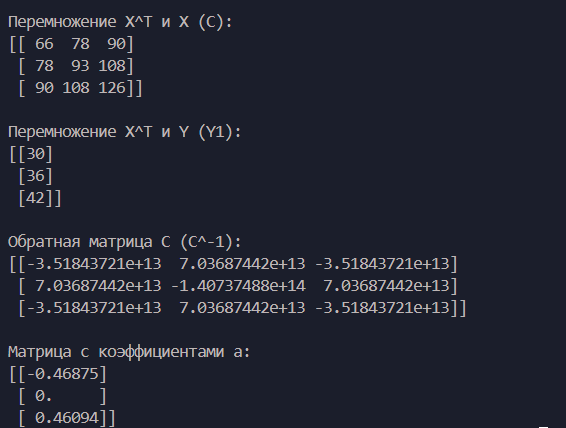 Перемножение X^T и X (C):
[[ 66  78  90]
 [ 78  93 108]
 [ 90 108 126]]
Перемножение X^T и Y (Y1):
[[30]
 [36]
 [42]]
Обратная матрица C (C^-1):
[[-3.51843721e+13  7.03687442e+13 -3.51843721e+13]
 [ 7.03687442e+13 -1.40737488e+14  7.03687442e+13]
 [-3.51843721e+13  7.03687442e+13 -3.51843721e+13]]
Матрица с коэффициентами a:
[[-0.46875]
 [ 0.     ]
 [ 0.46094]]